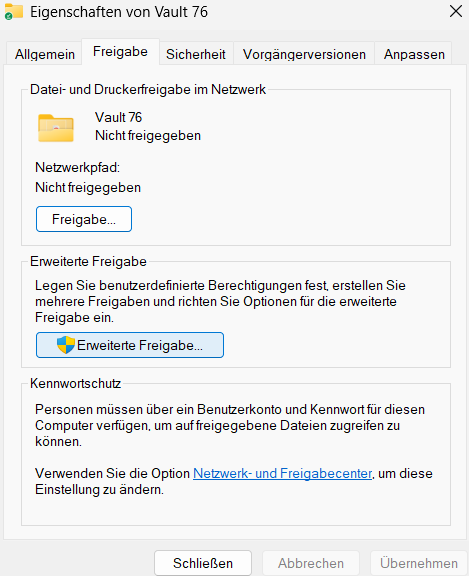 Eigenschaften von Vault 76
Allgemein Freigabe Sicherheit Vorgängerversionen Anpassen
Datei- und Druckerfreigabe im Netzwerk
Vault 76
Nicht freigegeben
Netzwerkpfad:
Nicht freigegeben
Freigabe...
Erweiterte Freigabe
Legen Sie benutzerdefinierte Berechtigungen fest, erstellen Sie
mehrere Freigaben und richten Sie Optionen für die erweiterte
Freigabe ein.
Erweiterte Freigabe...
Kennwortschutz
Personen müssen über ein Benutzerkonto und Kennwort für diesen
Computer verfügen, um auf freigegebene Dateien zugreifen zu
können.
Verwenden Sie die Option Netzwerk- und Freigabecenter, um diese
Einstellung zu ändern.
Schließen Abbrechen Übernehmen